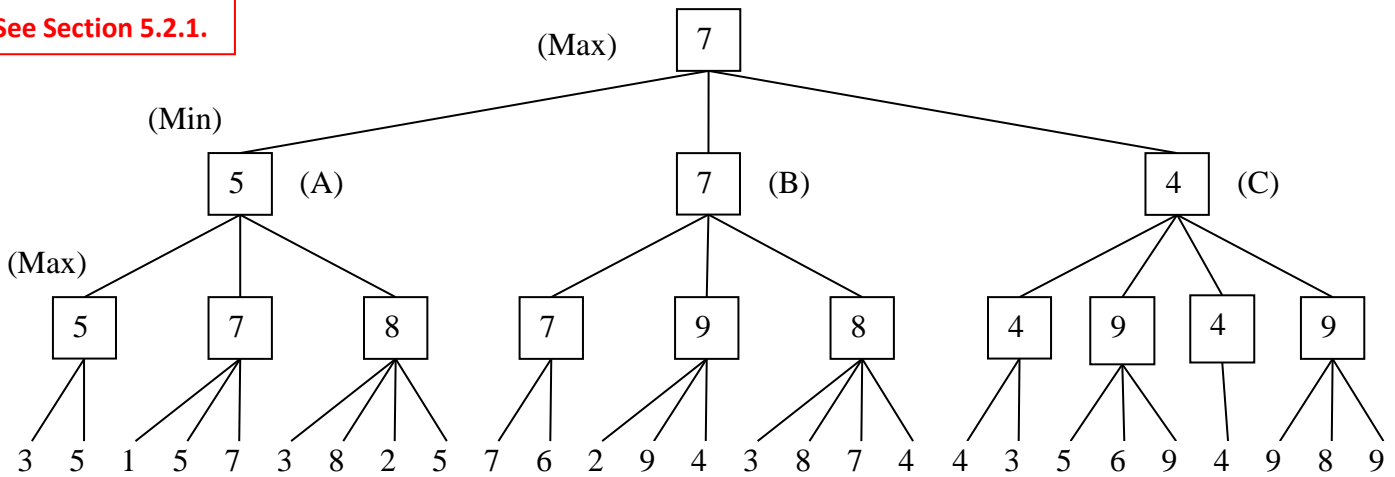 See Section 5.2.1.
(Max) 7
(Min)
5 (A) 7 (B) 4 (C)
(Max)
5 7 8 7 9 8 4 9 4 9
3 5 1 5 7 3 8 2 5 7 6 2 9 4 3 8 7 4 4 3 5 6 9 4 9 8 9